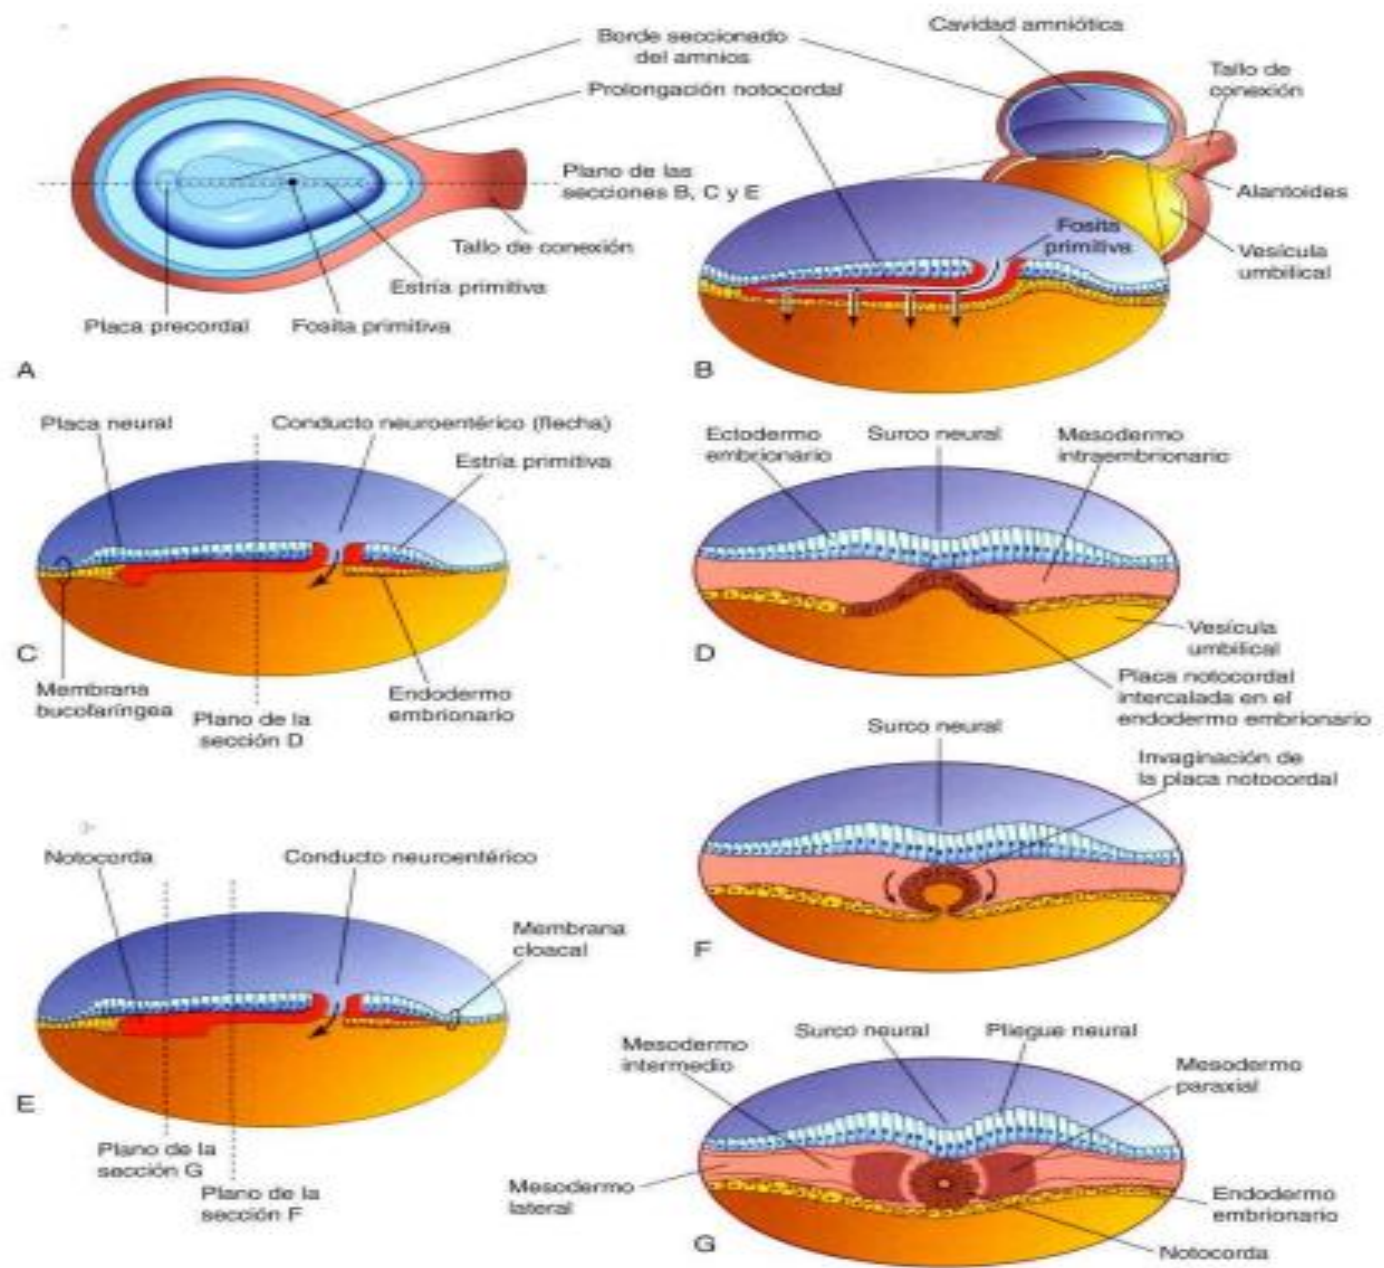 Borde seccionado
del amnios
Prolongación notocordal
Plano de las
secciones B, C y E
Tallo de conexión
Estría primitiva
Placa precordal
Fosita primitiva
A
Cavidad amniótica
Tallo de
conexión
Alantoides
Fosita
primitiva
Vesícula
umbilical
B
Placa neural
Conducto neuroentérico (flecha)
Estría primitiva
C
Membrana
bucofaríngea
Plano de la
sección D
Endodermo
embrionario
Ectodermo
embrionario
Surco neural
Mesodermo
intraembrionaric
D
Vesícula
umbilical
Placa notocordal
intercalada en el
endodermo embrionario
Notocorda
Conducto neuroentérico
Membrana
cloacal
E
Plano de la
sección G
Plano de la
sección F
Surco neural
Invaginación de
la placa notocordal
F
Mesodermo
intermedio
Surco neural
Pliegue neural
Mesodermo
paraxial
Mesodermo
lateral
Endodermo
embrionario
G
Notocorda